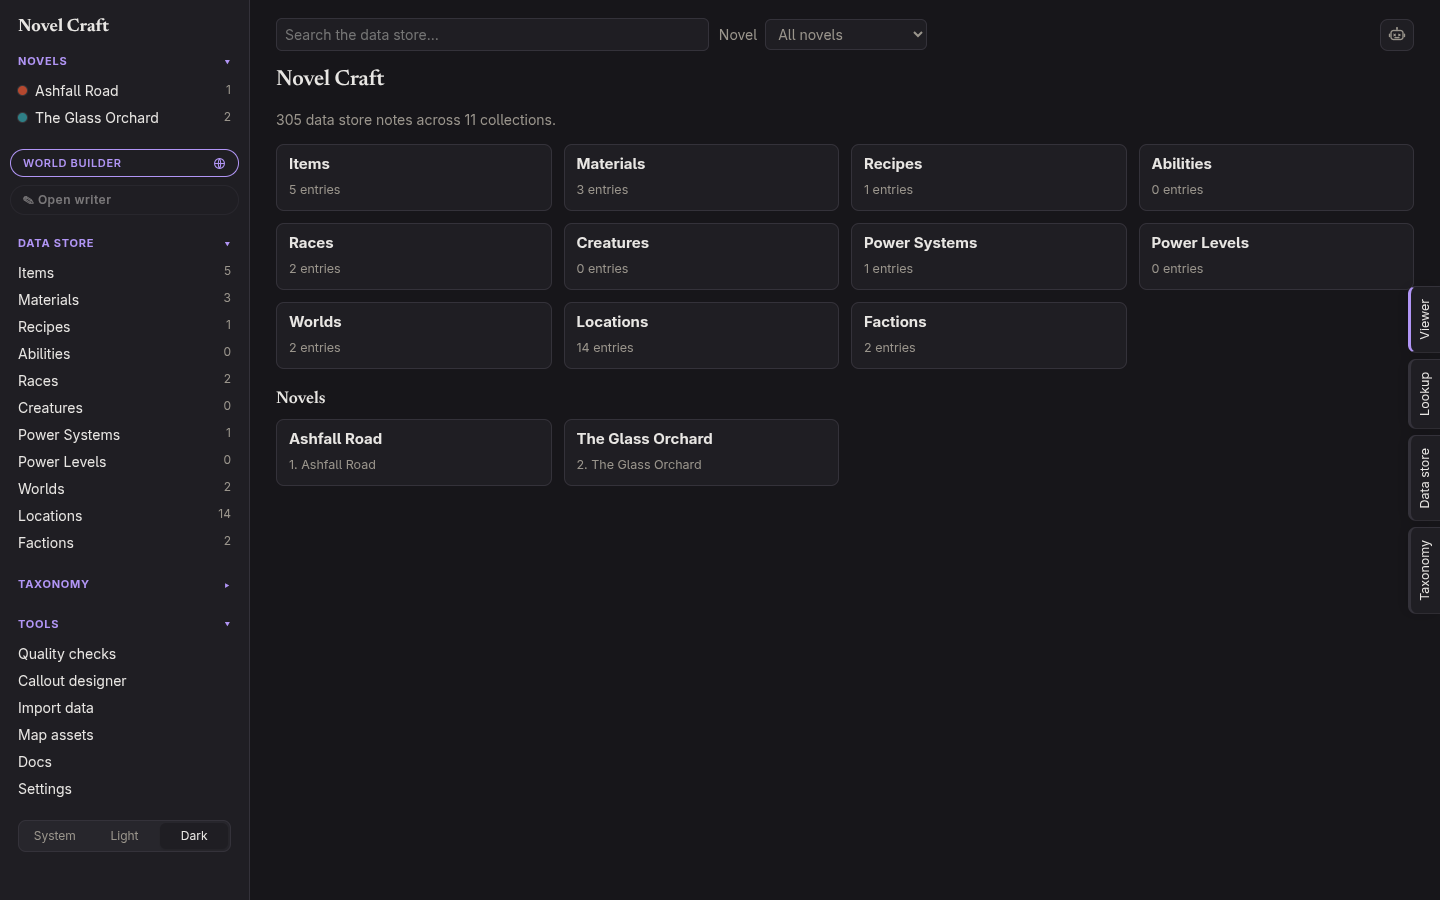 Novel Craft
NOVELS
Ashfall Road 1
The Glass Orchard 2
WORLD BUILDER
✎ Open writer
DATA STORE
Items 5
Materials 3
Recipes 1
Abilities 0
Races 2
Creatures 0
Power Systems 1
Power Levels 0
Worlds 2
Locations 14
Factions 2
TAXONOMY
TOOLS
Quality checks
Callout designer
Import data
Map assets
Docs
Settings
System Light Dark
Search the data store... Novel All novels
Novel Craft
305 data store notes across 11 collections.
Items
5 entries
Materials
3 entries
Recipes
1 entries
Abilities
0 entries
Races
2 entries
Creatures
0 entries
Power Systems
1 entries
Power Levels
0 entries
Worlds
2 entries
Locations
14 entries
Factions
2 entries
Novels
Ashfall Road
1. Ashfall Road
The Glass Orchard
2. The Glass Orchard
Viewer
Lookup
Data store
Taxonomy